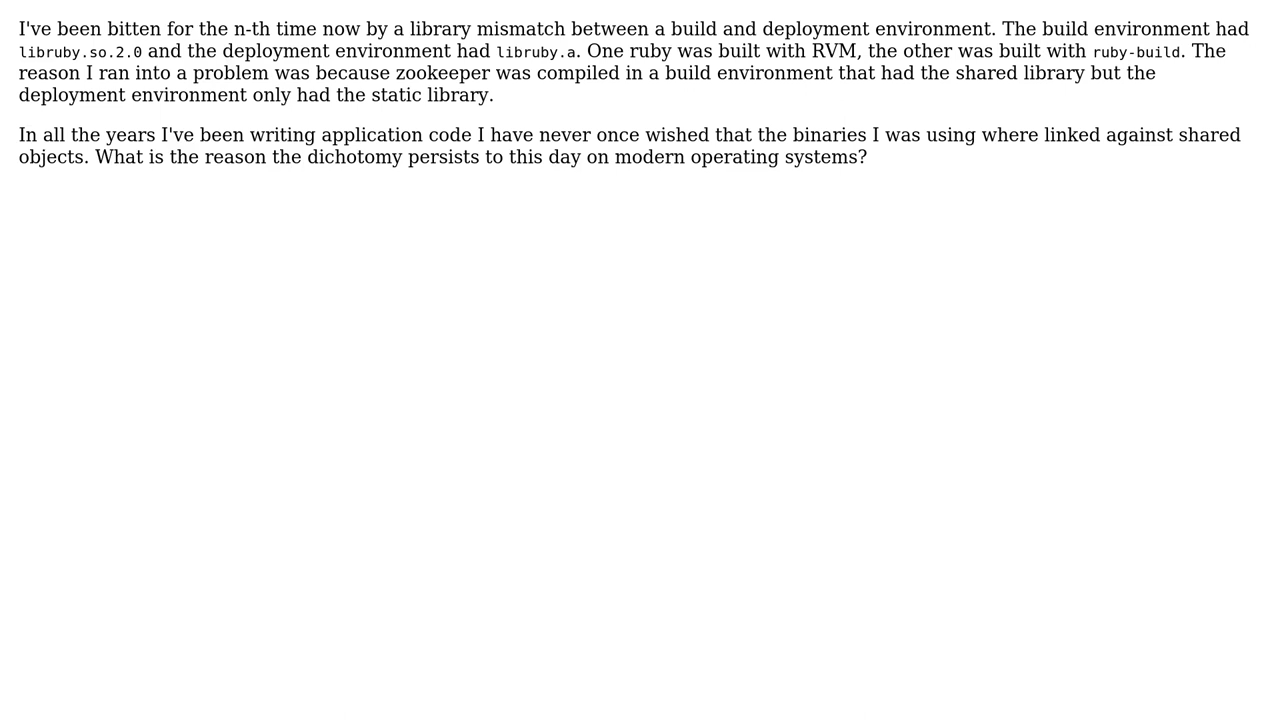 I've been bitten for the n-th time now by a library mismatch between a build and deployment environment. The build environment had
libruby.so.2.0 and the deployment environment had libruby.a. One ruby was built with RVM, the other was built with ruby-build. The
reason I ran into a problem was because zookeeper was compiled in a build environment that had the shared library but the
deployment environment only had the static library.
In all the years I've been writing application code I have never once wished that the binaries I was using where linked against shared
objects. What is the reason the dichotomy persists to this day on modern operating systems?